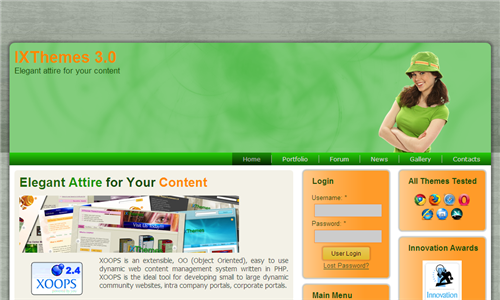 IXThemes 3.0
Elegant attire for your content
Home Portfolio Forum News Gallery Contacts
Elegant Attire for Your Content
2.4
XOOPS
XOOPS is an extensible, OO (Object Oriented), easy to use
dynamic web content management system written in PHP.
XOOPS is the ideal tool for developing small to large dynamic
community websites, intra company portals, corporate portals.
Login
Username: *
Password: *
User Login
Lost Password?
Main Menu
All Themes Tested
Innovation Awards
Innovation